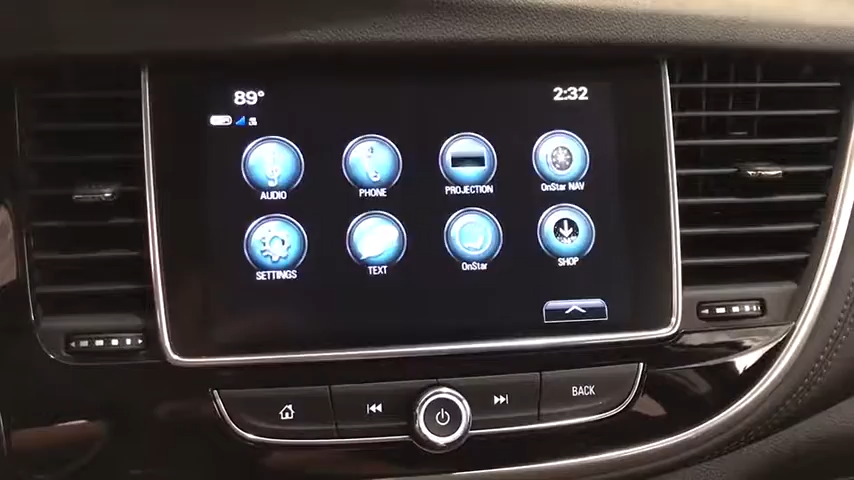 89° 2:32
AUDIO PHONE PROJECTION OnStar NAV
SETTINGS TEXT OnStar SHOP
BACK